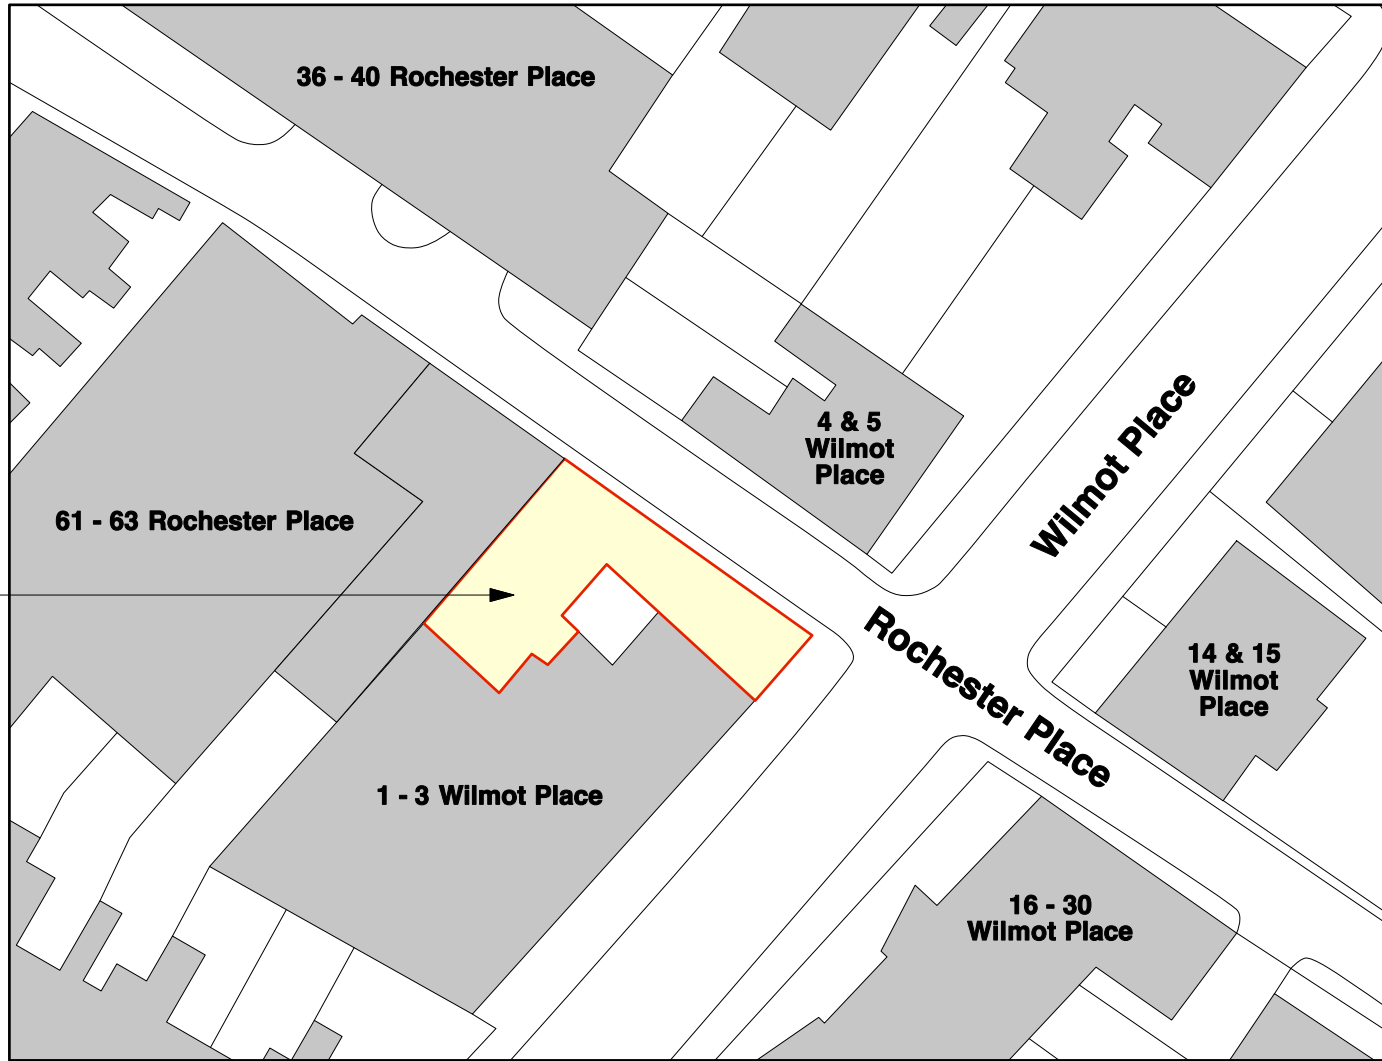 36 - 40 Rochester Place
4 & 5
Wilmot
Place
Wilmot Place
61 - 63 Rochester Place
Rochester Place
14 & 15
Wilmot
Place
1 - 3 Wilmot Place
16 - 30
Wilmot Place